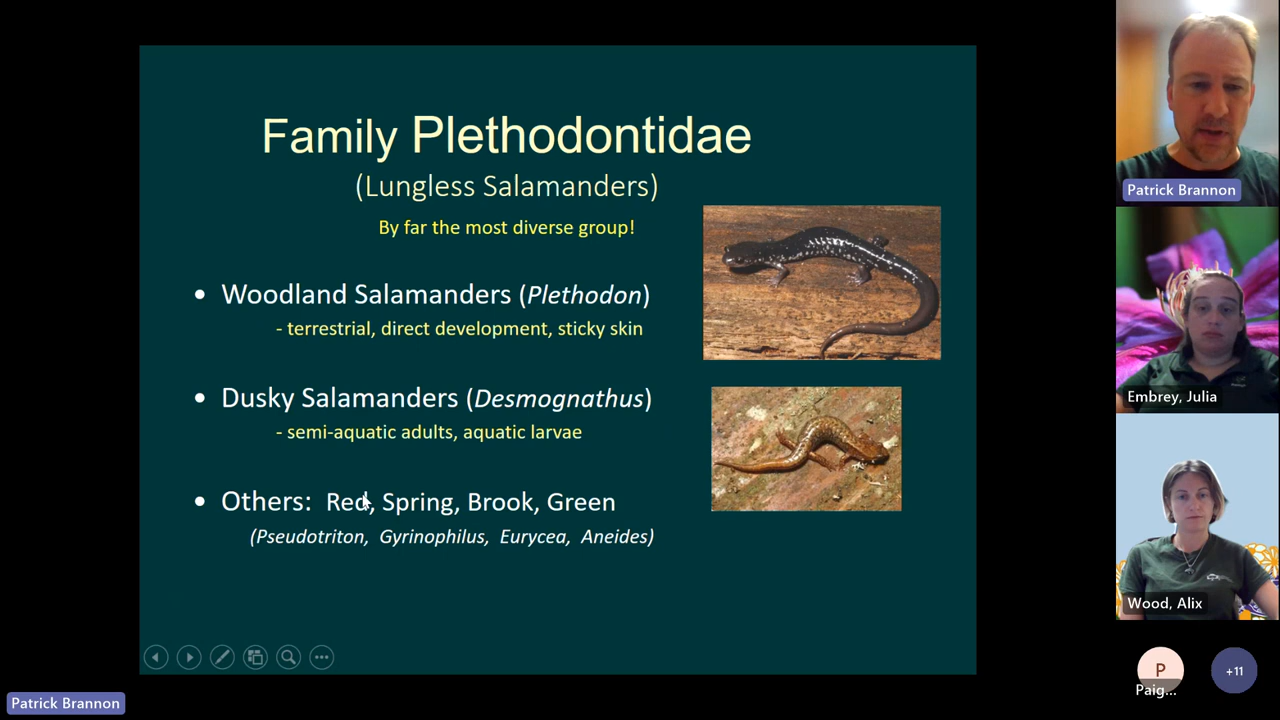 Family Plethodontidae
(Lungless Salamanders)
By far the most diverse group!
• Woodland Salamanders (Plethodon)
- terrestrial, direct development, sticky skin
• Dusky Salamanders (Desmognathus)
- semi-aquatic adults, aquatic larvae
• Others: Red, Spring, Brook, Green
(Pseudotriton, Gyrinophilus, Eurycea, Aneides)
Patrick Brannon
Embrey, Julia
Wood, Alix
P
Paig...
+11
Patrick Brannon